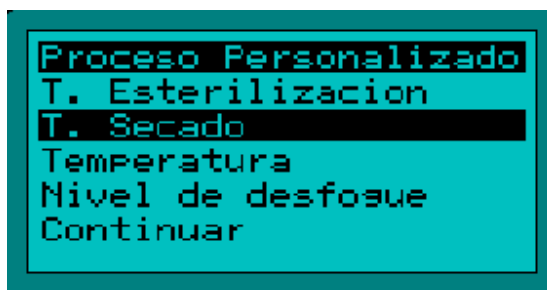 Proceso Personalizado
T. Esterilizacion
T. Secado
Temperatura
Nivel de desfogue
Continuar